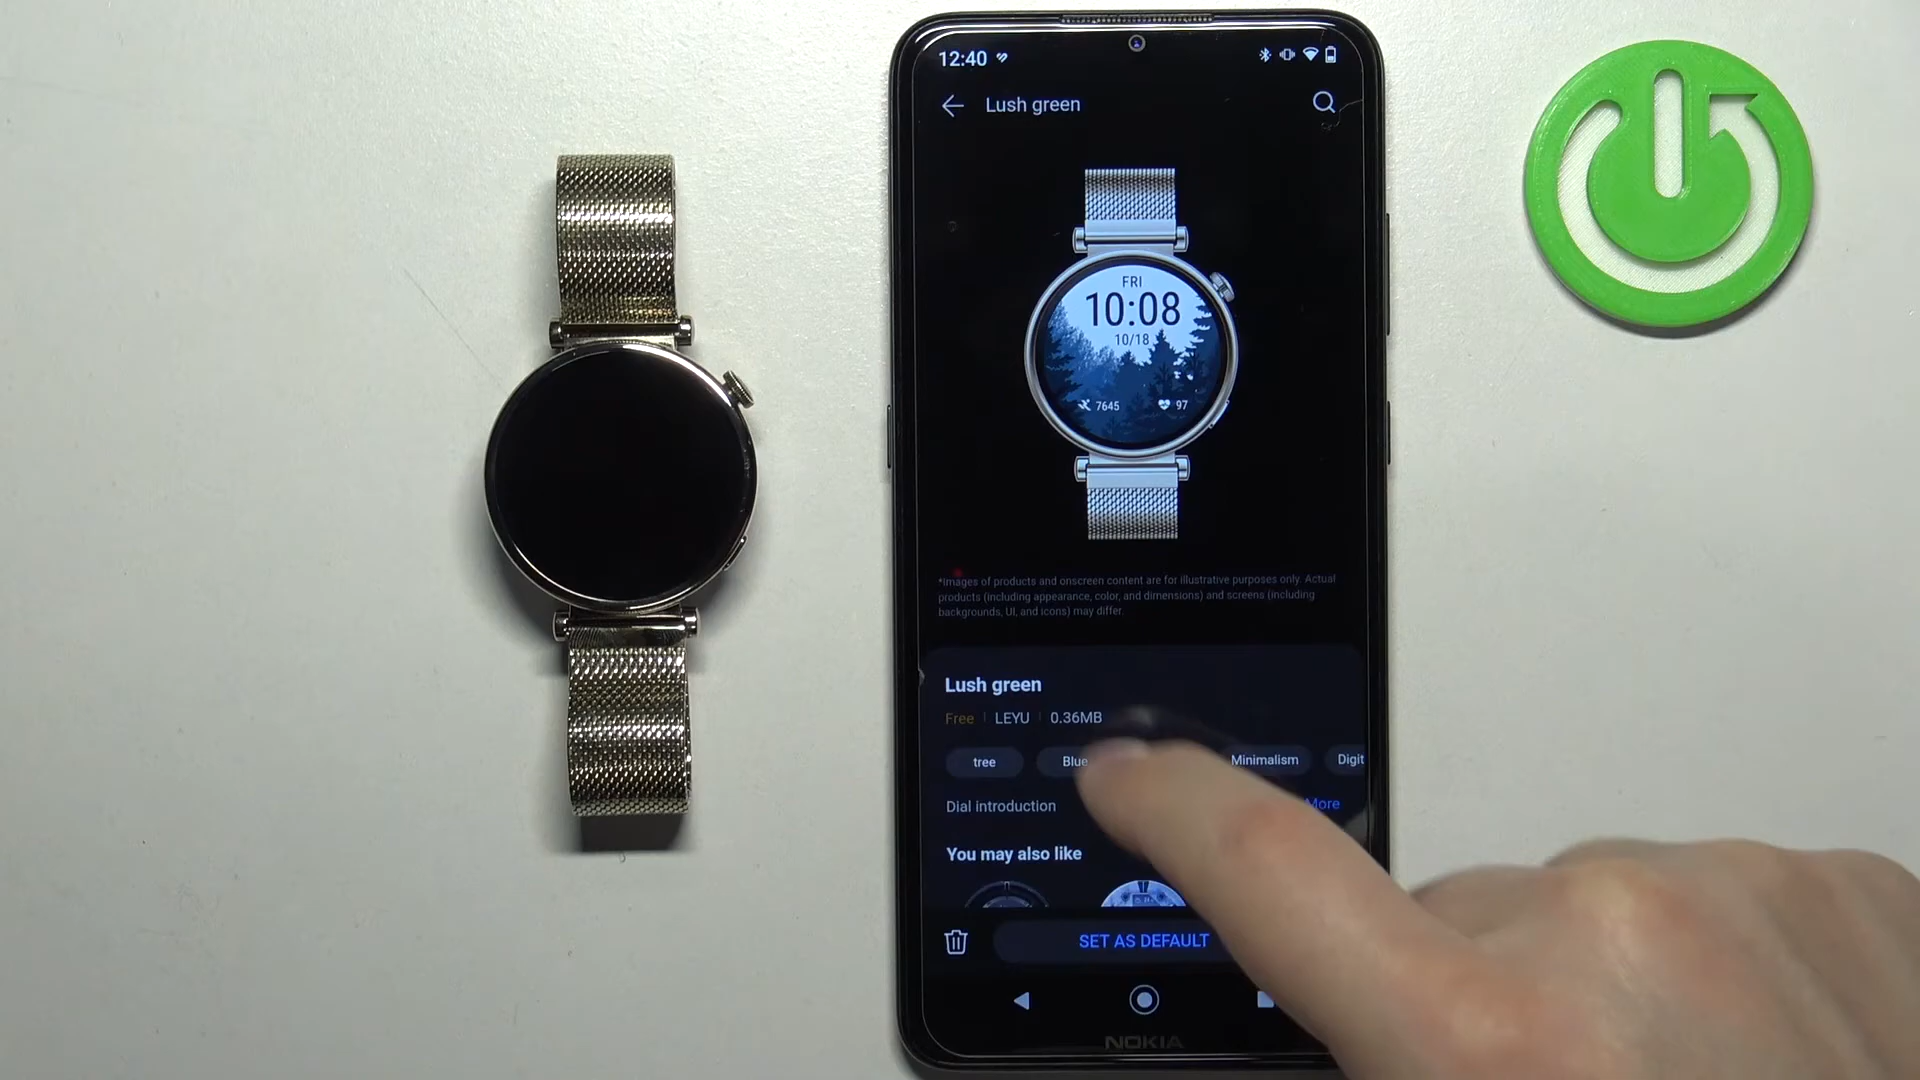 12:40
Lush green
FRI
10:08
10/18
7645 97
*Images of products and onscreen content are for illustrative purposes only. Actual
products (including appearance, color, and dimensions) and screens (including
backgrounds, UI, and icons) may differ.
Lush green
Free | LEYU | 0.36MB
tree Blue Minimalism Digit
Dial introduction More
You may also like
SET AS DEFAULT
NOKIA